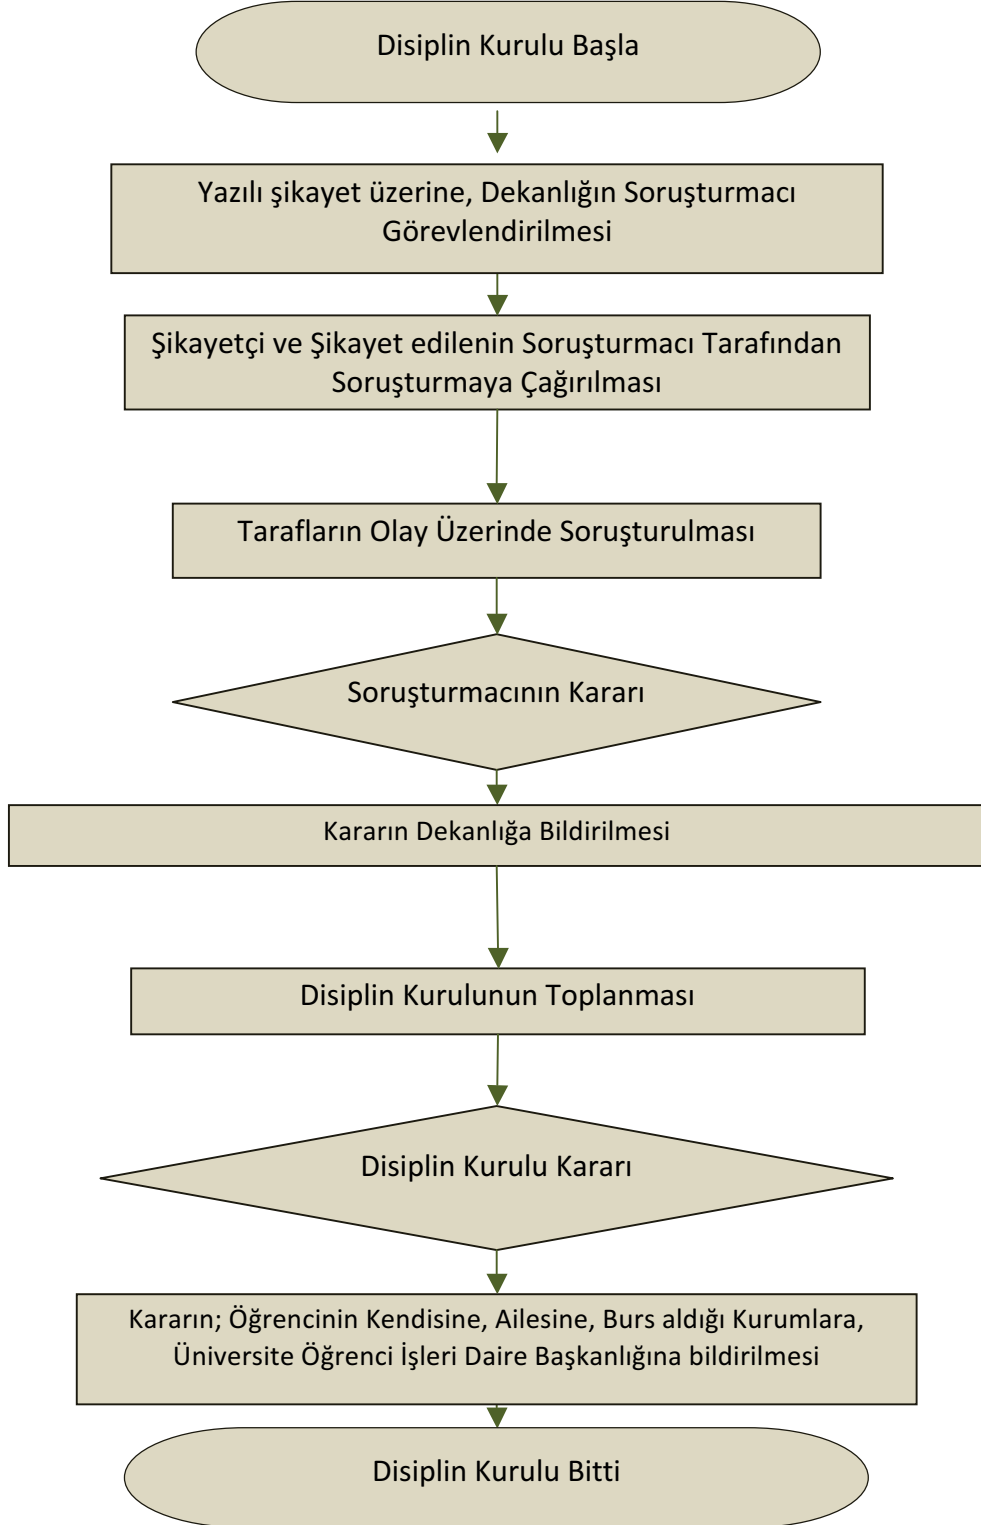 Disiplin Kurulu Başla
Yazılı şikayet üzerine, Dekanlığın Soruşturmacı
Görevlendirilmesi
Şikayetçi ve Şikayet edilenin Soruşturmacı Tarafından
Soruşturmaya Çağırılması
Tarafların Olay Üzerinde Soruşturulması
Soruşturmacının Kararı
Kararın Dekanlığa Bildirilmesi
Disiplin Kurulunun Toplanması
Disiplin Kurulu Kararı
Kararın; Öğrencinin Kendisine, Ailesine, Burs aldığı Kurumlara,
Üniversite Öğrenci İşleri Daire Başkanlığına bildirilmesi
Disiplin Kurulu Bitti